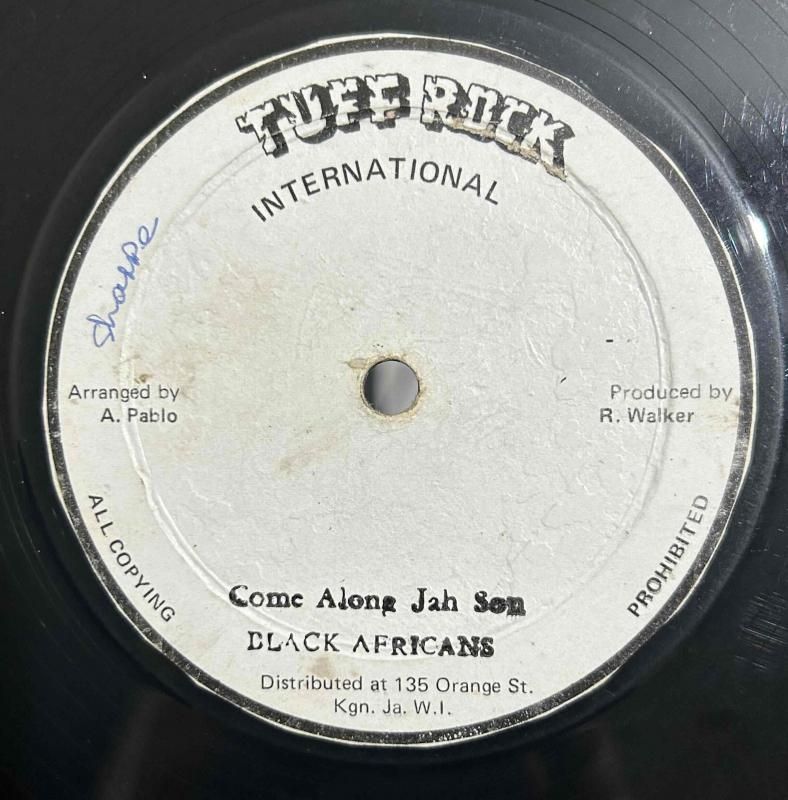 TUFF ROCK
INTERNATIONAL
Sharpe
Arranged by
A. Pablo
Produced by
R. Walker
ALL COPYING
PROHIBITED
Come Along Jah Son
BLACK AFRICANS
Distributed at 135 Orange St.
Kgn. Ja. W.I.